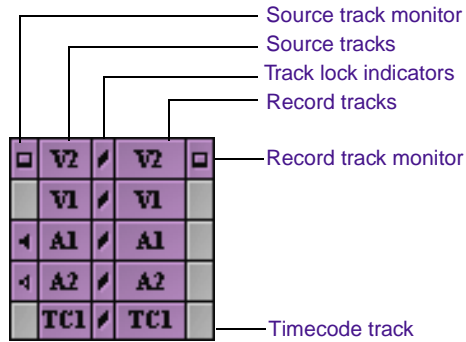 Source track monitor
Source tracks
Track lock indicators
Record tracks
V2 V2
Record track monitor
V1 V1
A1 A1
A2 A2
TC1 TC1
Timecode track